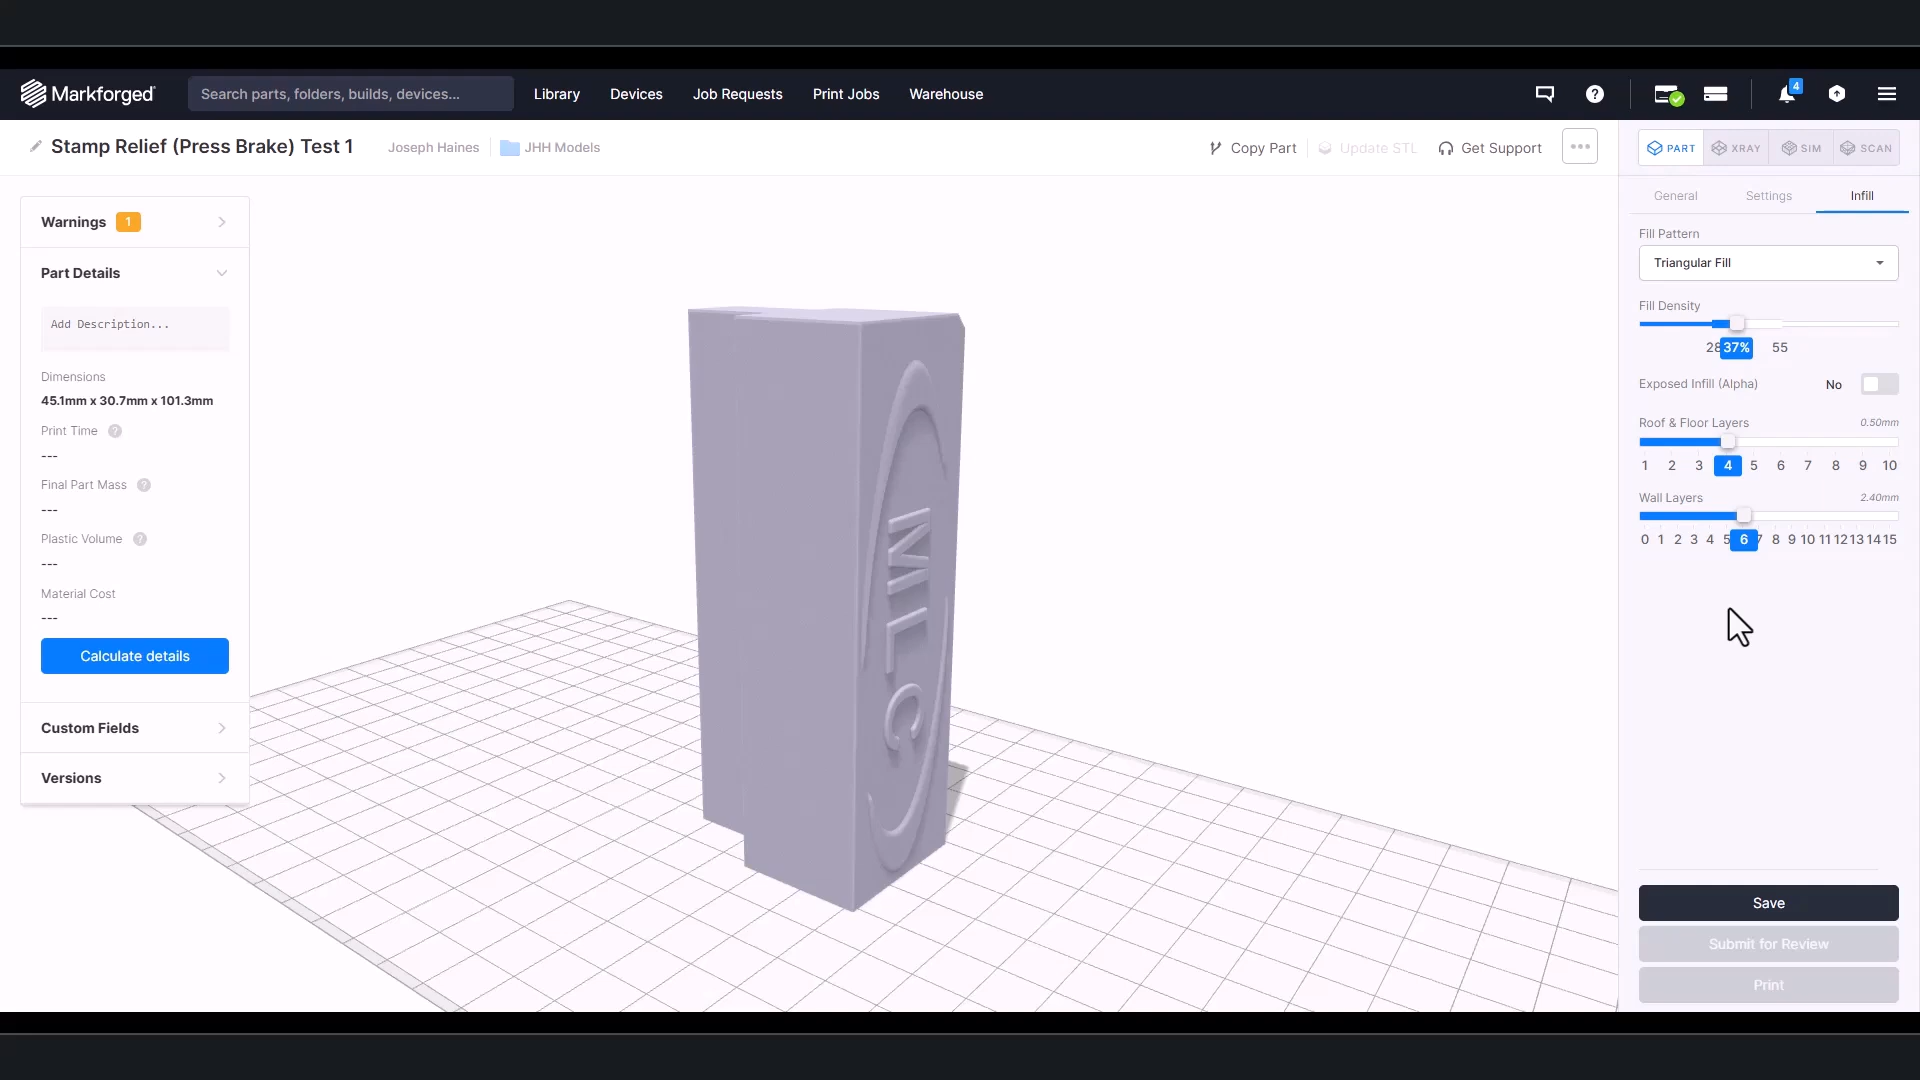 Markforged
Search parts, folders, builds, devices...
Library
Devices
Job Requests
Print Jobs
Warehouse
4
Stamp Relief (Press Brake) Test 1
Joseph Haines
JHH Models
Copy Part
Update STL
Get Support
PART
XRAY
SIM
SCAN
General
Settings
Infill
Warnings 1
Part Details
Add Description...
Dimensions
45.1mm x 30.7mm x 101.3mm
Print Time ?
---
Final Part Mass ?
---
Plastic Volume ?
---
Material Cost
---
Calculate details
Custom Fields
Versions
MLC
Fill Pattern
Triangular Fill
Fill Density
28 37% 55
Exposed Infill (Alpha) No
Roof & Floor Layers 0.50mm
1 2 3 4 5 6 7 8 9 10
Wall Layers 2.40mm
0 1 2 3 4 5 6 7 8 9 10 11 12 13 14 15
Save
Submit for Review
Print